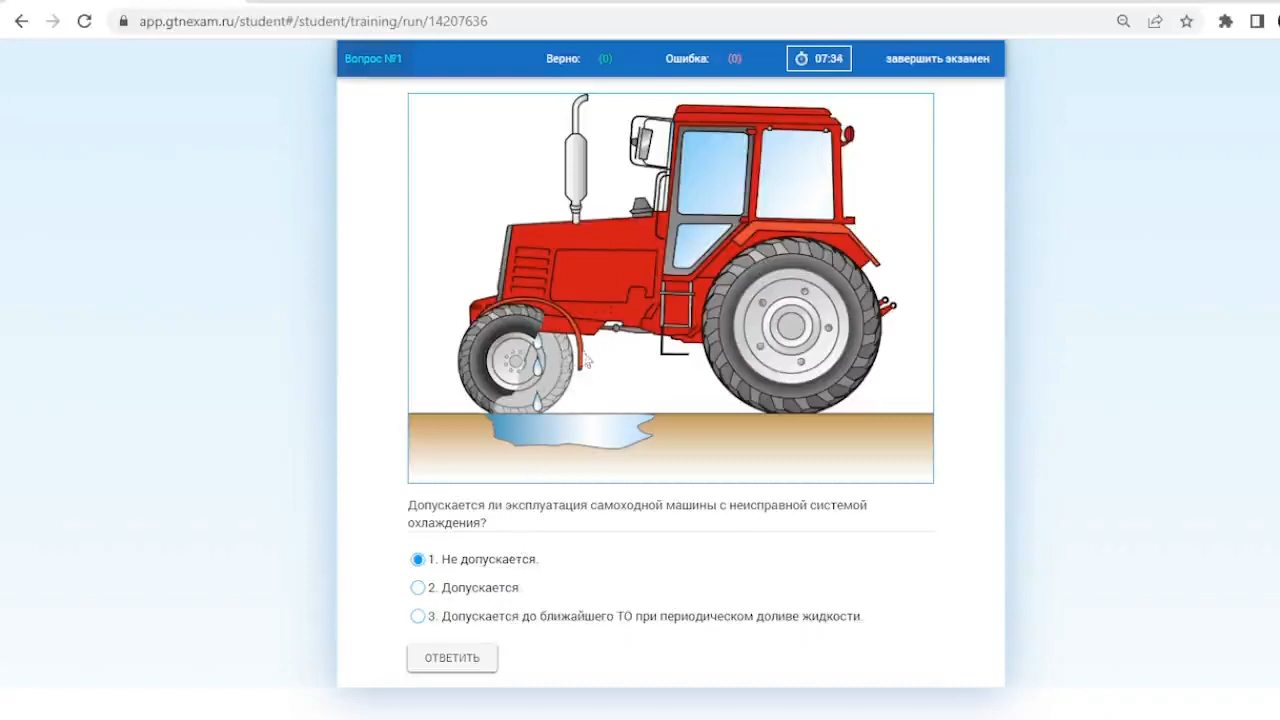 app.gtnexam.ru/student#/student/training/run/14207636
Вопрос №1 Верно: (0) Ошибка: (0) 07:34 завершить экзамен
Допускается ли эксплуатация самоходной машины с неисправной системой
охлаждения?
1. Не допускается.
2. Допускается
3. Допускается до ближайшего ТО при периодическом доливе жидкости.
ОТВЕТИТЬ